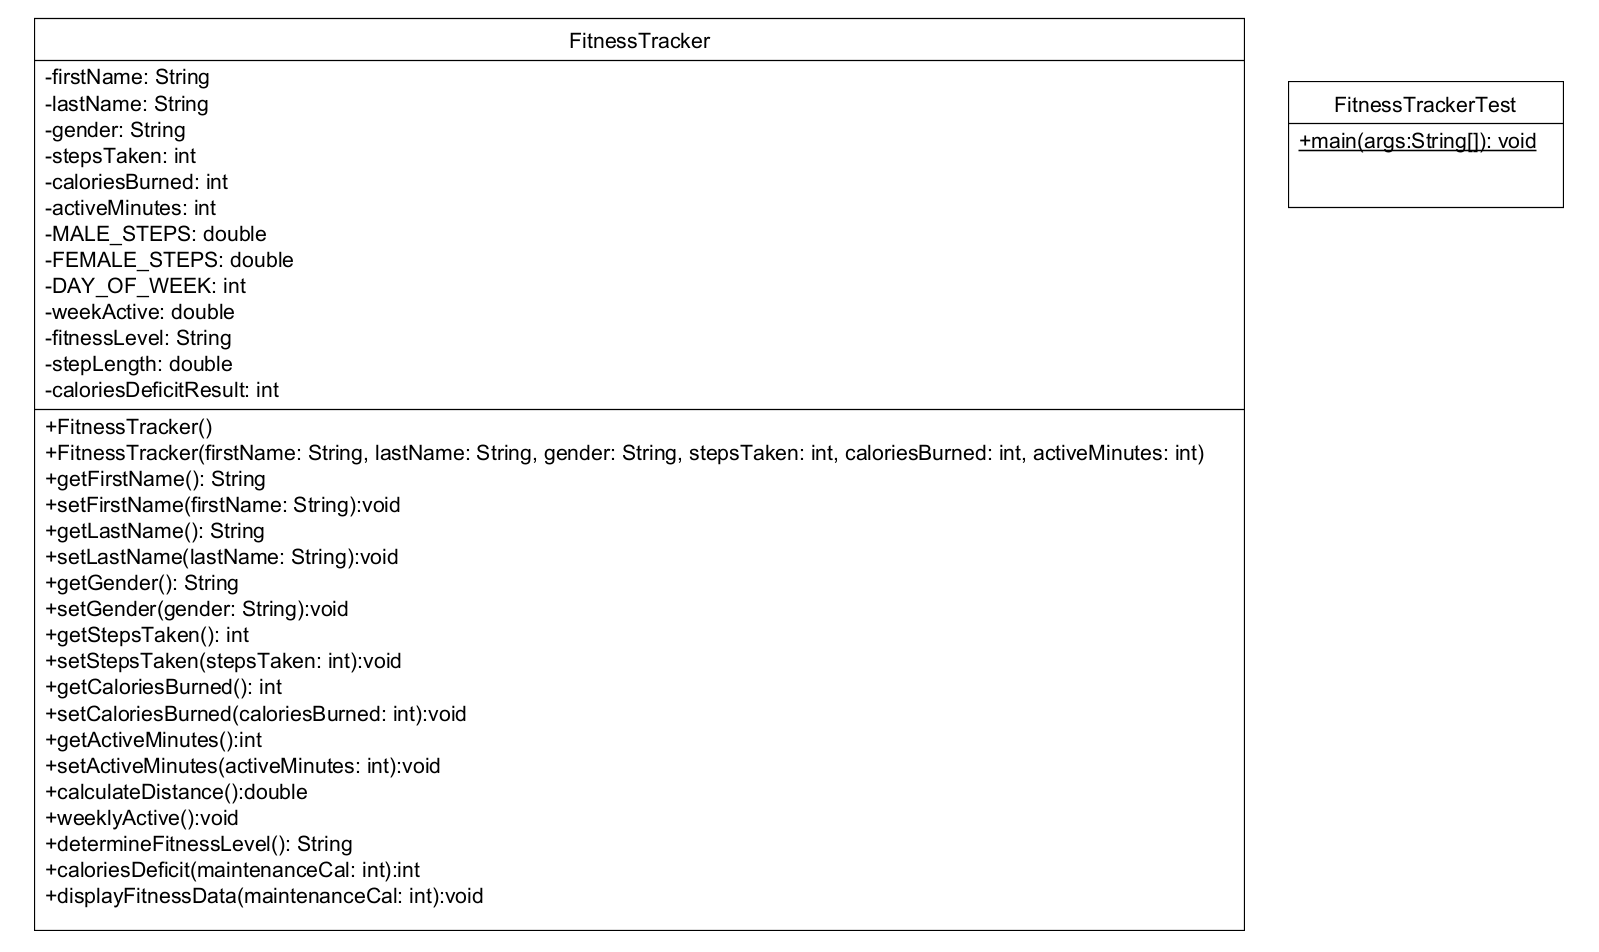 FitnessTracker
-firstName: String
-lastName: String
-gender: String
-stepsTaken: int
-caloriesBurned: int
-activeMinutes: int
-MALE_STEPS: double
-FEMALE_STEPS: double
-DAY_OF_WEEK: int
-weekActive: double
-fitnessLevel: String
-stepLength: double
-caloriesDeficitResult: int
+FitnessTracker()
+FitnessTracker(firstName: String, lastName: String, gender: String, stepsTaken: int, caloriesBurned: int, activeMinutes: int)
+getFirstName(): String
+setFirstName(firstName: String):void
+getLastName(): String
+setLastName(lastName: String):void
+getGender(): String
+setGender(gender: String):void
+getStepsTaken(): int
+setStepsTaken(stepsTaken: int):void
+getCaloriesBurned(): int
+setCaloriesBurned(caloriesBurned: int):void
+getActiveMinutes():int
+setActiveMinutes(activeMinutes: int):void
+calculateDistance():double
+weeklyActive():void
+determineFitnessLevel(): String
+caloriesDeficit(maintenanceCal: int):int
+displayFitnessData(maintenanceCal: int):void
FitnessTrackerTest
+main(args:String[]): void